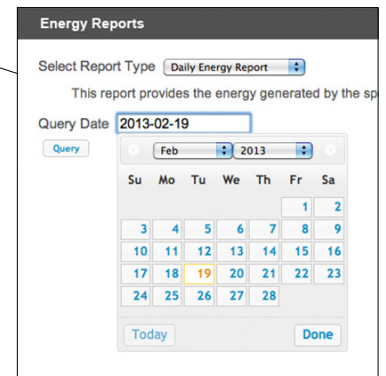 Energy Reports
Select Report Type Daily Energy Report
This report provides the energy generated by the sp
Query Date 2013-02-19
Query
Feb 2013
Su Mo Tu We Th Fr Sa
1 2
3 4 5 6 7 8 9
10 11 12 13 14 15 16
17 18 19 20 21 22 23
24 25 26 27 28
Today Done